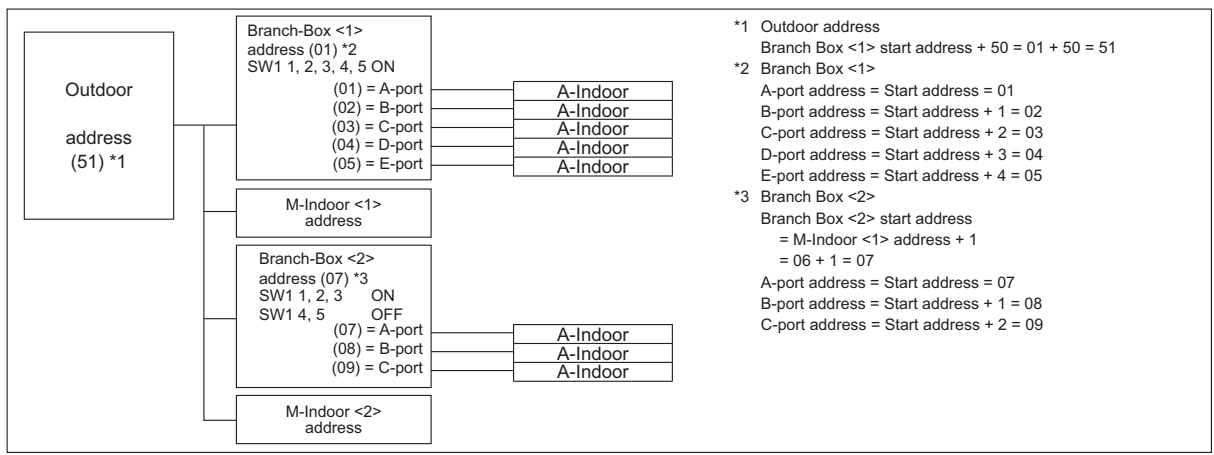 Outdoor
address
(51) *1
Branch-Box <1>
address (01) *2
SW1 1, 2, 3, 4, 5 ON
(01) = A-port
(02) = B-port
(03) = C-port
(04) = D-port
(05) = E-port
A-Indoor
A-Indoor
A-Indoor
A-Indoor
A-Indoor
M-Indoor <1>
address
Branch-Box <2>
address (07) *3
SW1 1, 2, 3 ON
SW1 4, 5 OFF
(07) = A-port
(08) = B-port
(09) = C-port
A-Indoor
A-Indoor
A-Indoor
M-Indoor <2>
address
*1 Outdoor address
Branch Box <1> start address + 50 = 01 + 50 = 51
*2 Branch Box <1>
A-port address = Start address = 01
B-port address = Start address + 1 = 02
C-port address = Start address + 2 = 03
D-port address = Start address + 3 = 04
E-port address = Start address + 4 = 05
*3 Branch Box <2>
Branch Box <2> start address
= M-Indoor <1> address + 1
= 06 + 1 = 07
A-port address = Start address = 07
B-port address = Start address + 1 = 08
C-port address = Start address + 2 = 09